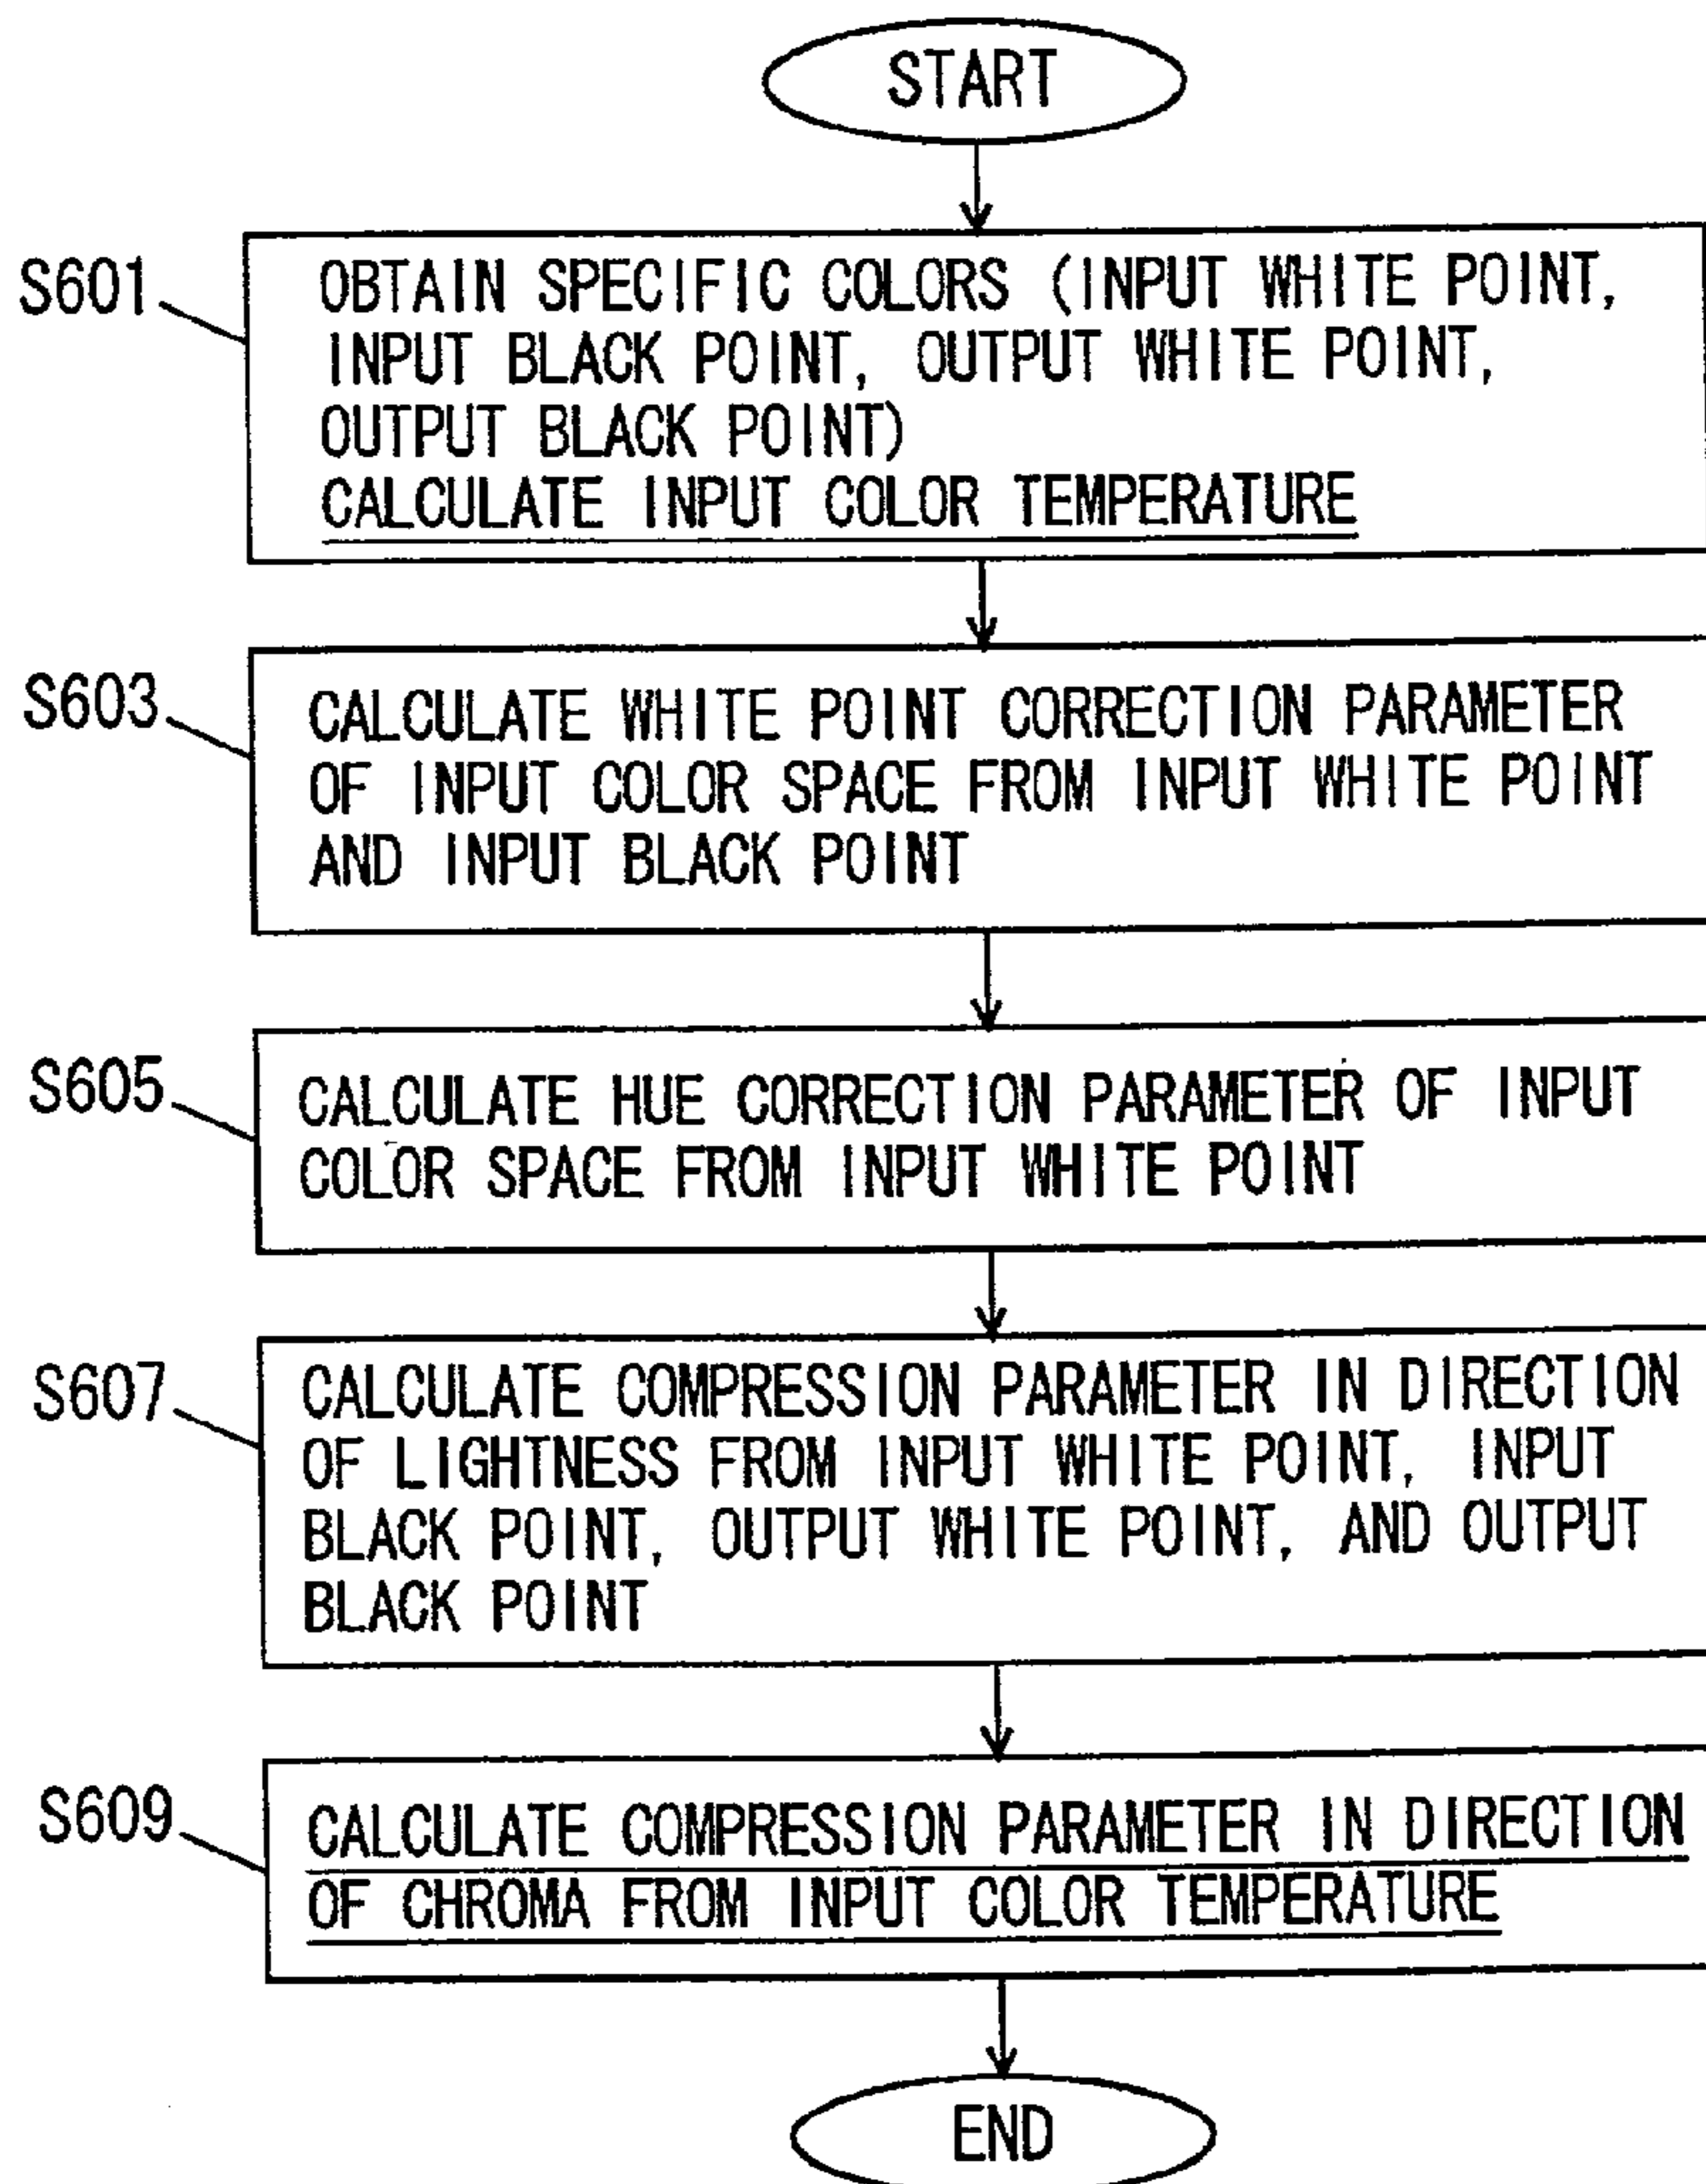 START
S601
OBTAIN SPECIFIC COLORS (INPUT WHITE POINT,
INPUT BLACK POINT, OUTPUT WHITE POINT,
OUTPUT BLACK POINT)
CALCULATE INPUT COLOR TEMPERATURE
S603
CALCULATE WHITE POINT CORRECTION PARAMETER
OF INPUT COLOR SPACE FROM INPUT WHITE POINT
AND INPUT BLACK POINT
S605
CALCULATE HUE CORRECTION PARAMETER OF INPUT
COLOR SPACE FROM INPUT WHITE POINT
S607
CALCULATE COMPRESSION PARAMETER IN DIRECTION
OF LIGHTNESS FROM INPUT WHITE POINT, INPUT
BLACK POINT, OUTPUT WHITE POINT, AND OUTPUT
BLACK POINT
S609
CALCULATE COMPRESSION PARAMETER IN DIRECTION
OF CHROMA FROM INPUT COLOR TEMPERATURE
END